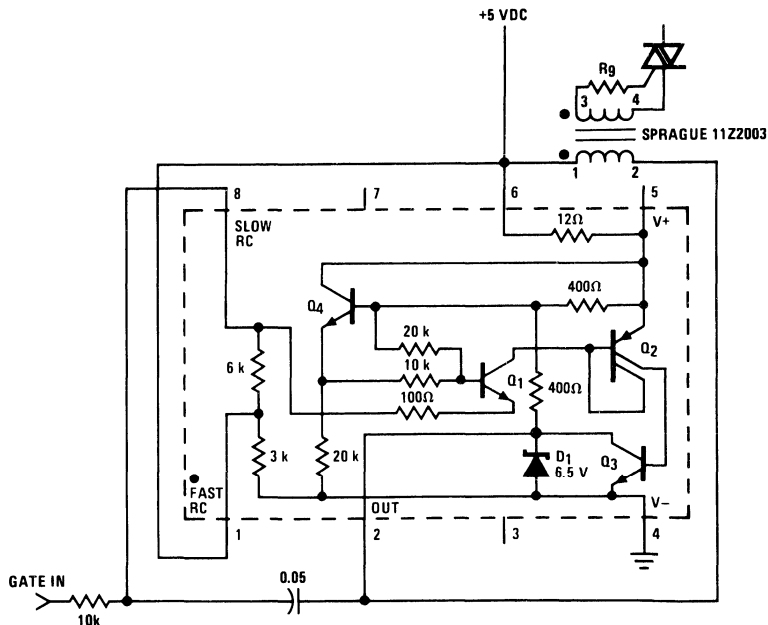 +5 VDC
R9
3 4
SPRAGUE 11Z2003
1 2
8 7 6 5
SLOW
RC
12Ω
V+
Q4
400Ω
20 k
Q2
6 k
10 k
Q1
400Ω
100Ω
3 k
20 k
D1
6.5 V
Q3
FAST
RC
OUT
V−
1 2 3 4
GATE IN
0.05
10k